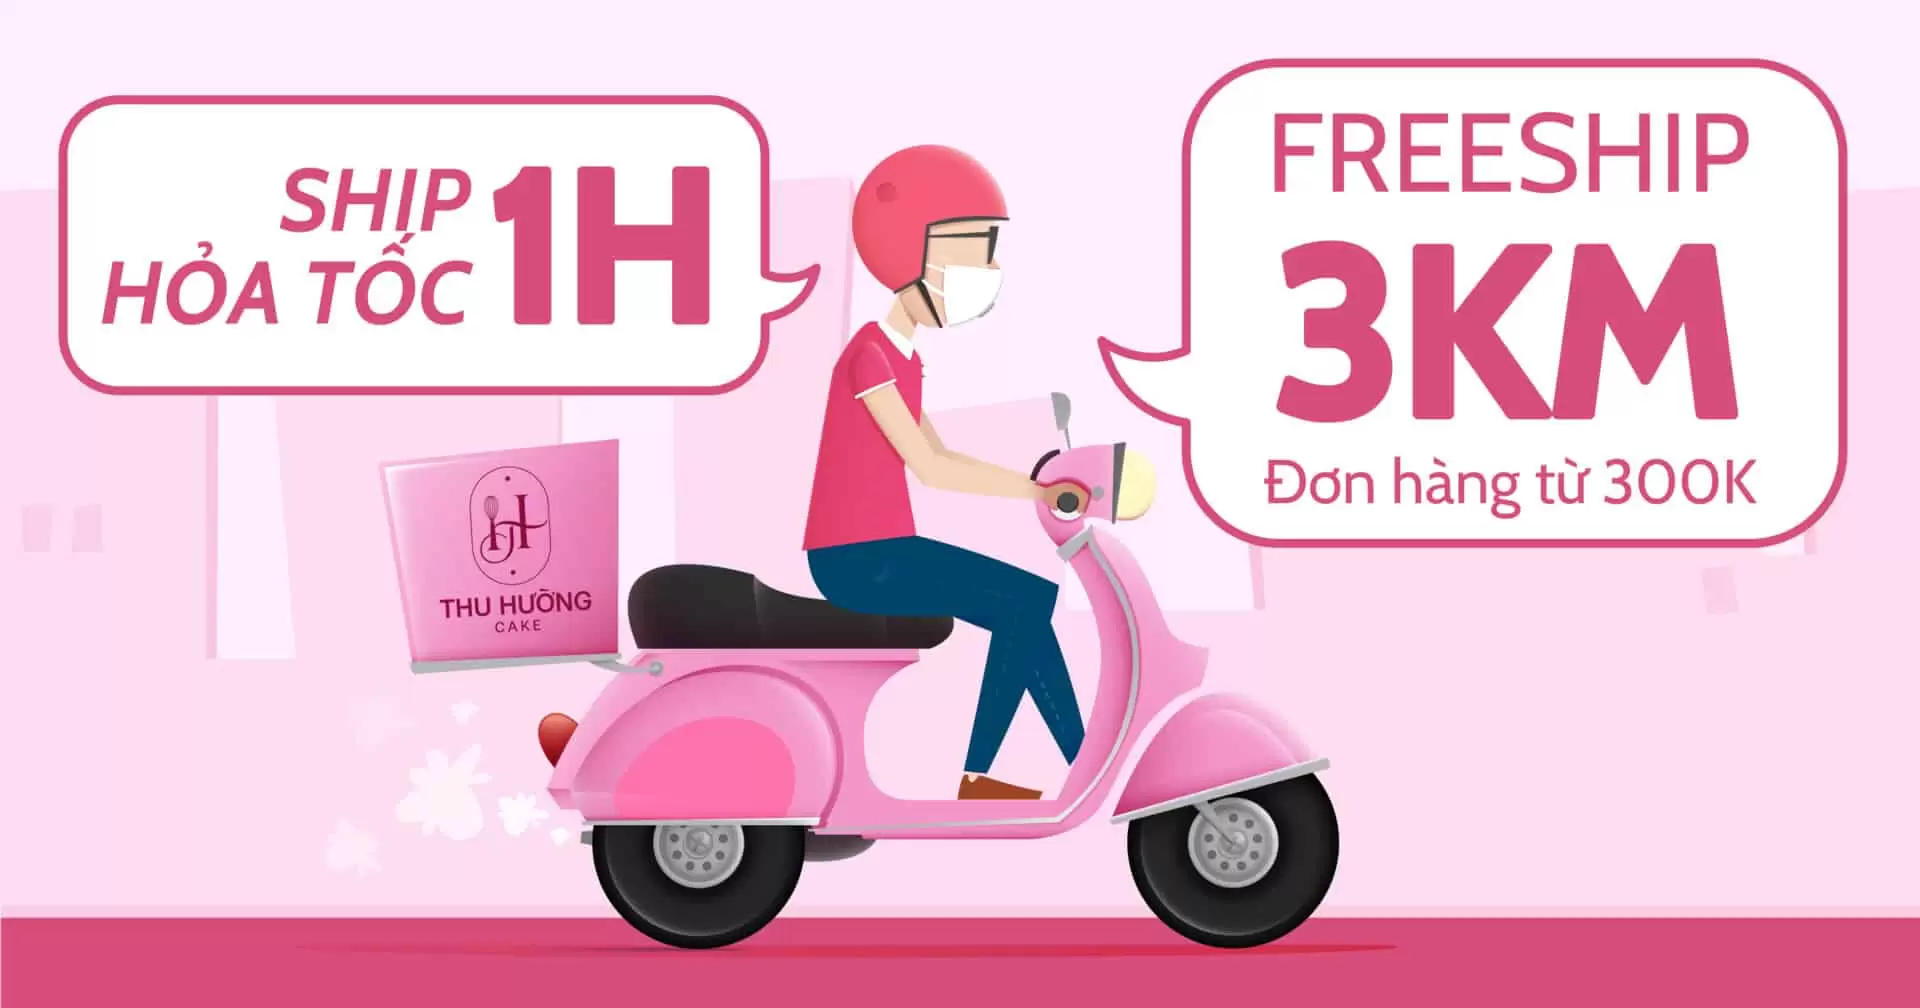 SHIP
HỎA TỐC
1H
FREESHIP
3KM
Đơn hàng từ 300K
THU HƯỜNG
CAKE